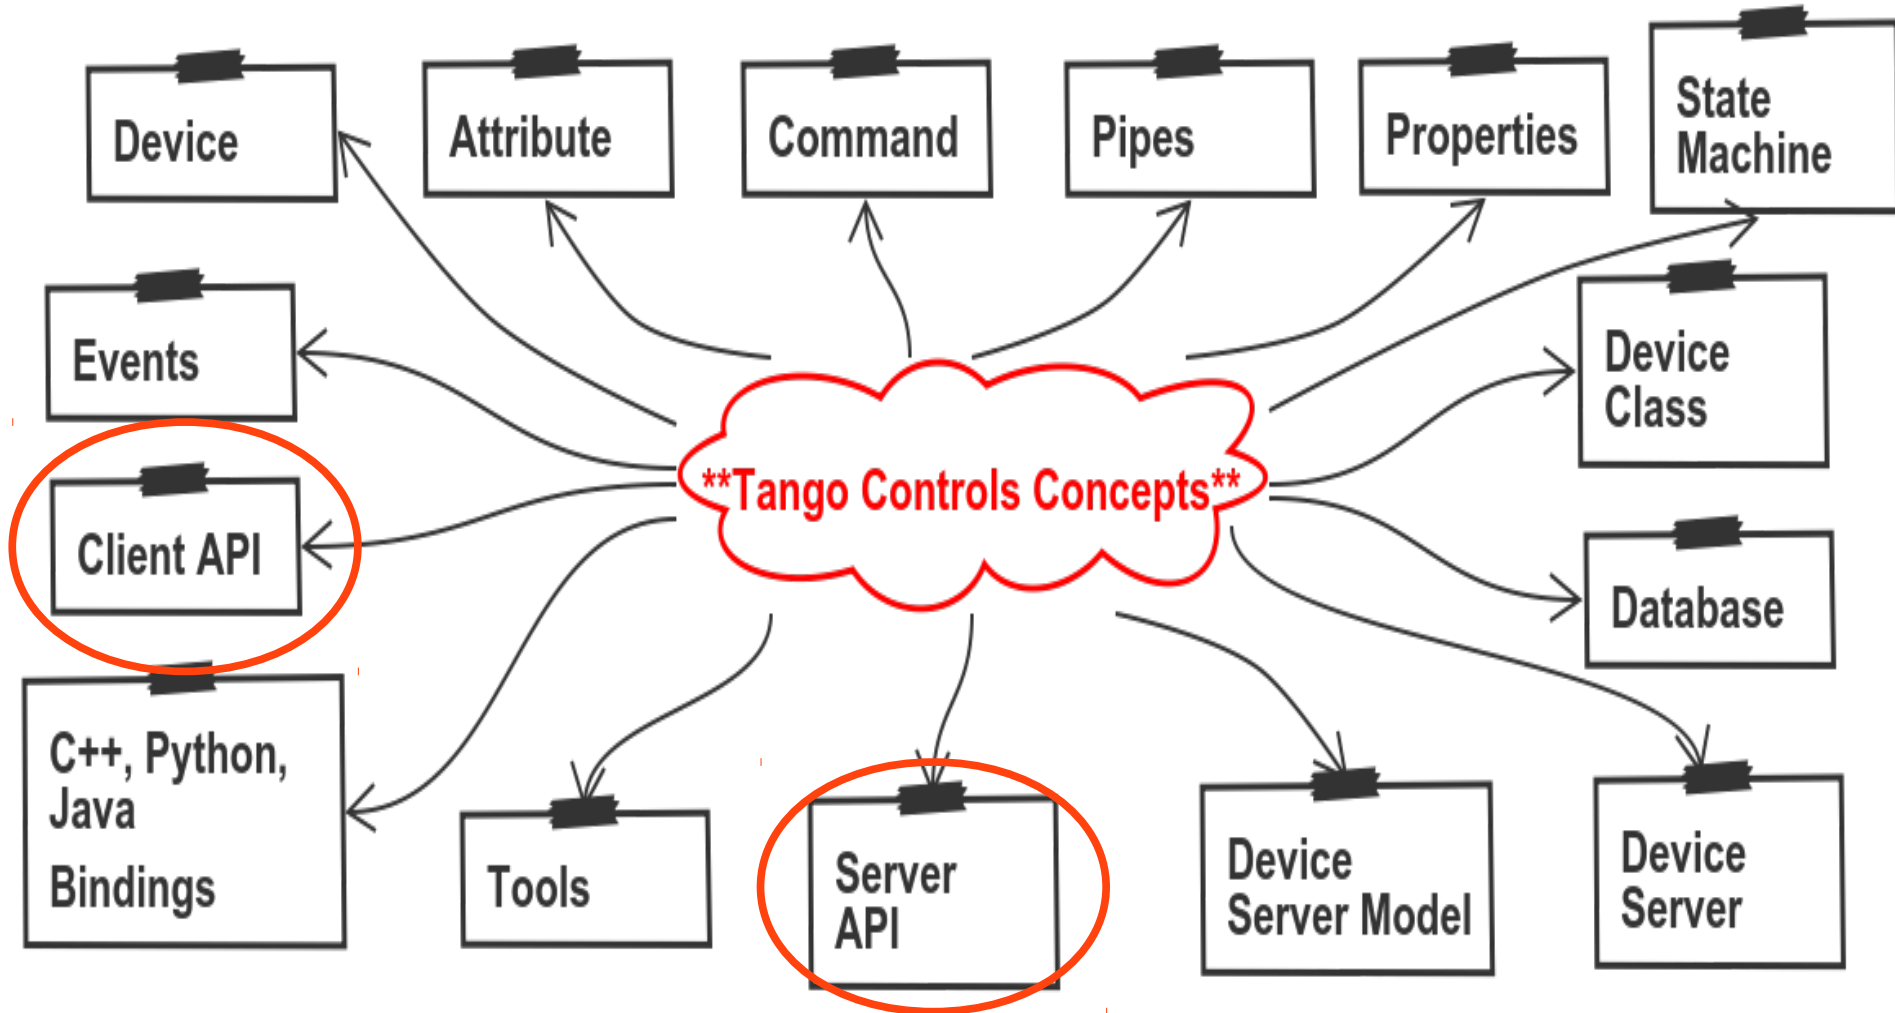 Device
Attribute
Command
Pipes
Properties
State
Machine
Events
Device
Class
**Tango Controls Concepts**
Client API
Database
C++, Python,
Java
Bindings
Tools
Server
API
Device
Server Model
Device
Server